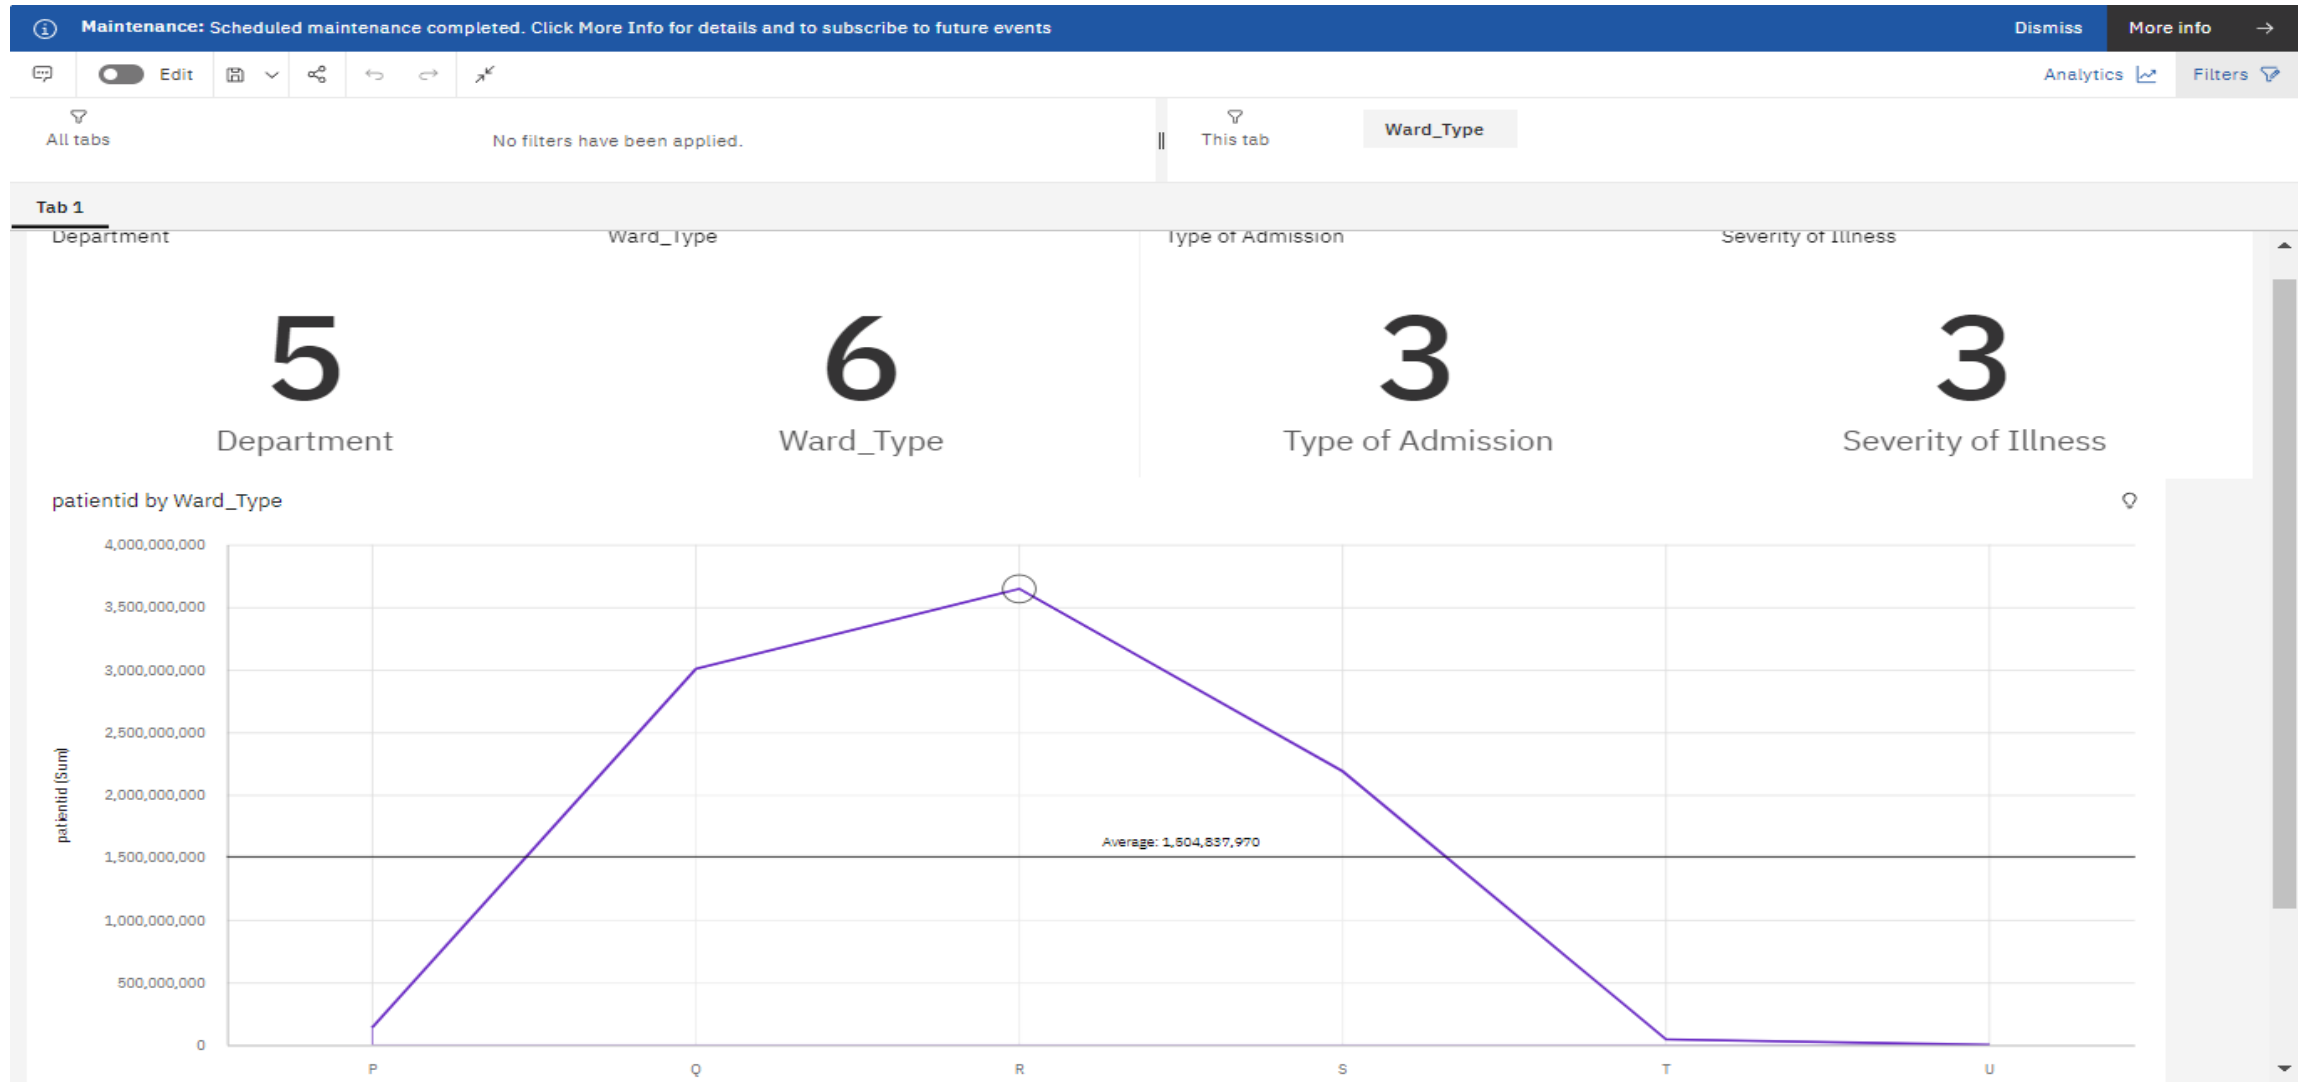 Maintenance: Scheduled maintenance completed. Click More Info for details and to subscribe to future events
Dismiss
More info
Edit
Analytics
Filters
All tabs
No filters have been applied.
This tab
Ward_Type
Tab 1
Department
Ward_Type
Type of Admission
Severity of Illness
5
6
3
3
Department
Ward_Type
Type of Admission
Severity of Illness
patientid by Ward_Type
4,000,000,000
3,500,000,000
3,000,000,000
2,500,000,000
2,000,000,000
1,500,000,000
1,000,000,000
500,000,000
0
patientid (Sum)
Average: 1,504,837,970
P
Q
R
S
T
U